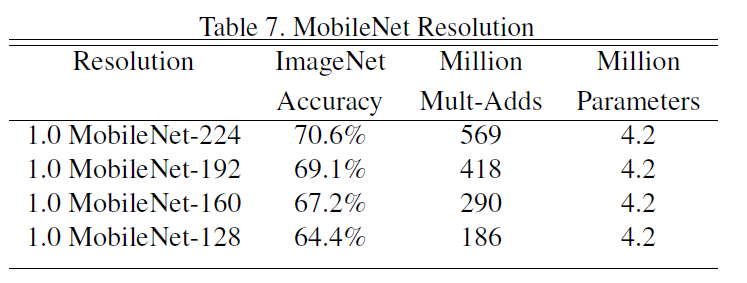 Table 7. MobileNet Resolution
Resolution ImageNet Million Million
Accuracy Mult-Adds Parameters
1.0 MobileNet-224 70.6% 569 4.2
1.0 MobileNet-192 69.1% 418 4.2
1.0 MobileNet-160 67.2% 290 4.2
1.0 MobileNet-128 64.4% 186 4.2